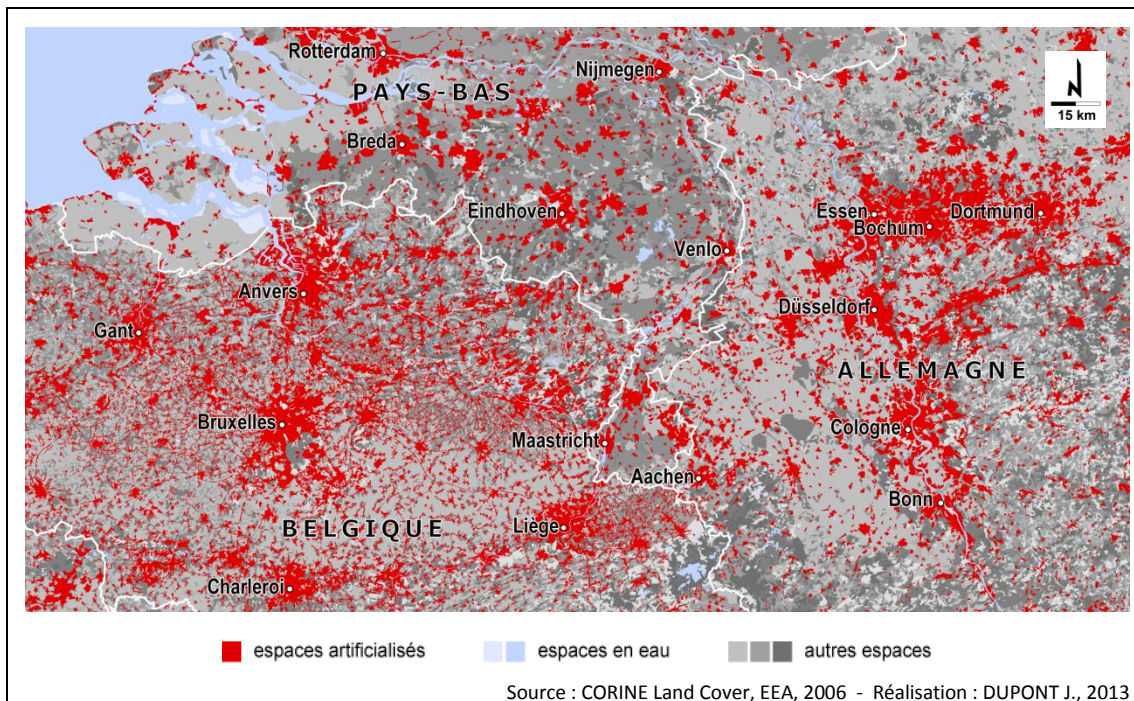 Rotterdam
Nijmegen
PAYS-BAS
15 km
Breda
Eindhoven
Essen
Dortmund
Bochum
Venlo
Anvers
Düsseldorf
Gant
ALLEMAGNE
Bruxelles
Cologne
Maastricht
Aachen
Bonn
BELGIQUE
Liège
Charleroi
espaces artificialisés espaces en eau autres espaces
Source : CORINE Land Cover, EEA, 2006 - Réalisation : DUPONT J., 2013